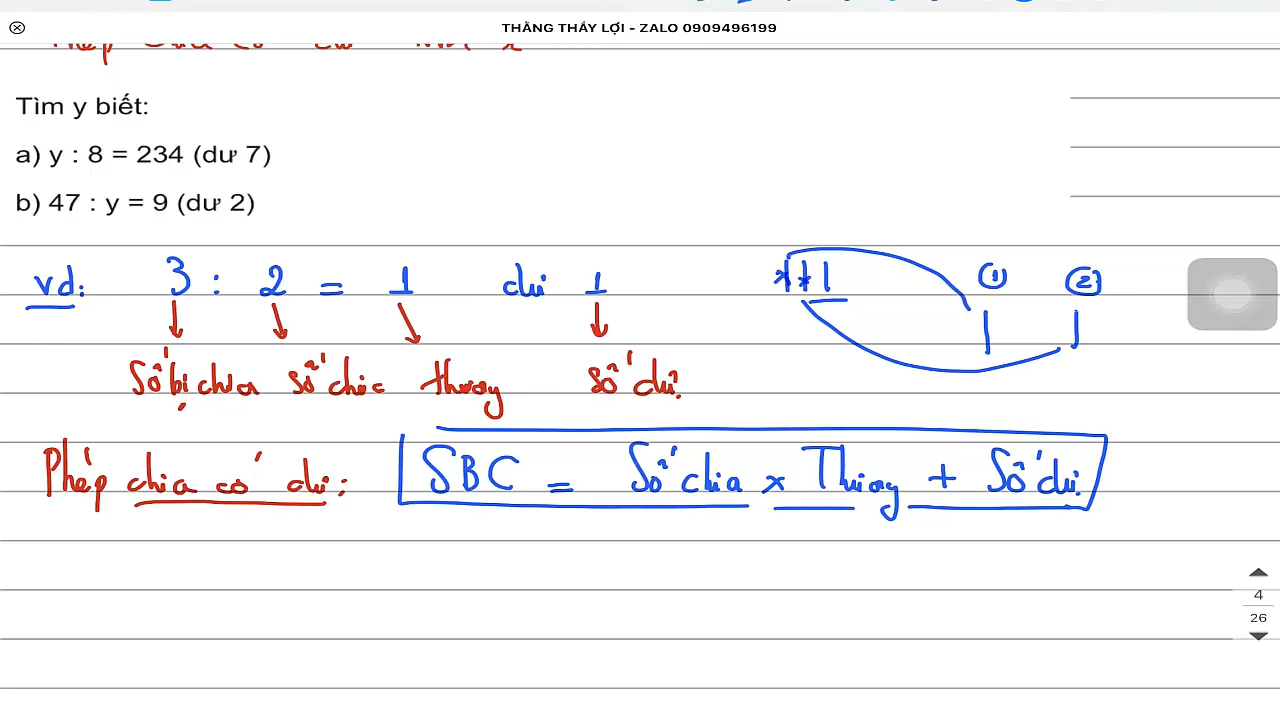 THẰNG THẦY LỢI - ZALO 0909496199
Tìm y biết:
a) y : 8 = 234 (dư 7)
b) 47 : y = 9 (dư 2)
vd: 3 : 2 = 1 dư 1 1 2
Số bị chia số chia thương số dư
Phép chia có dư: SBC = Số chia x Thương + Số dư
4
26